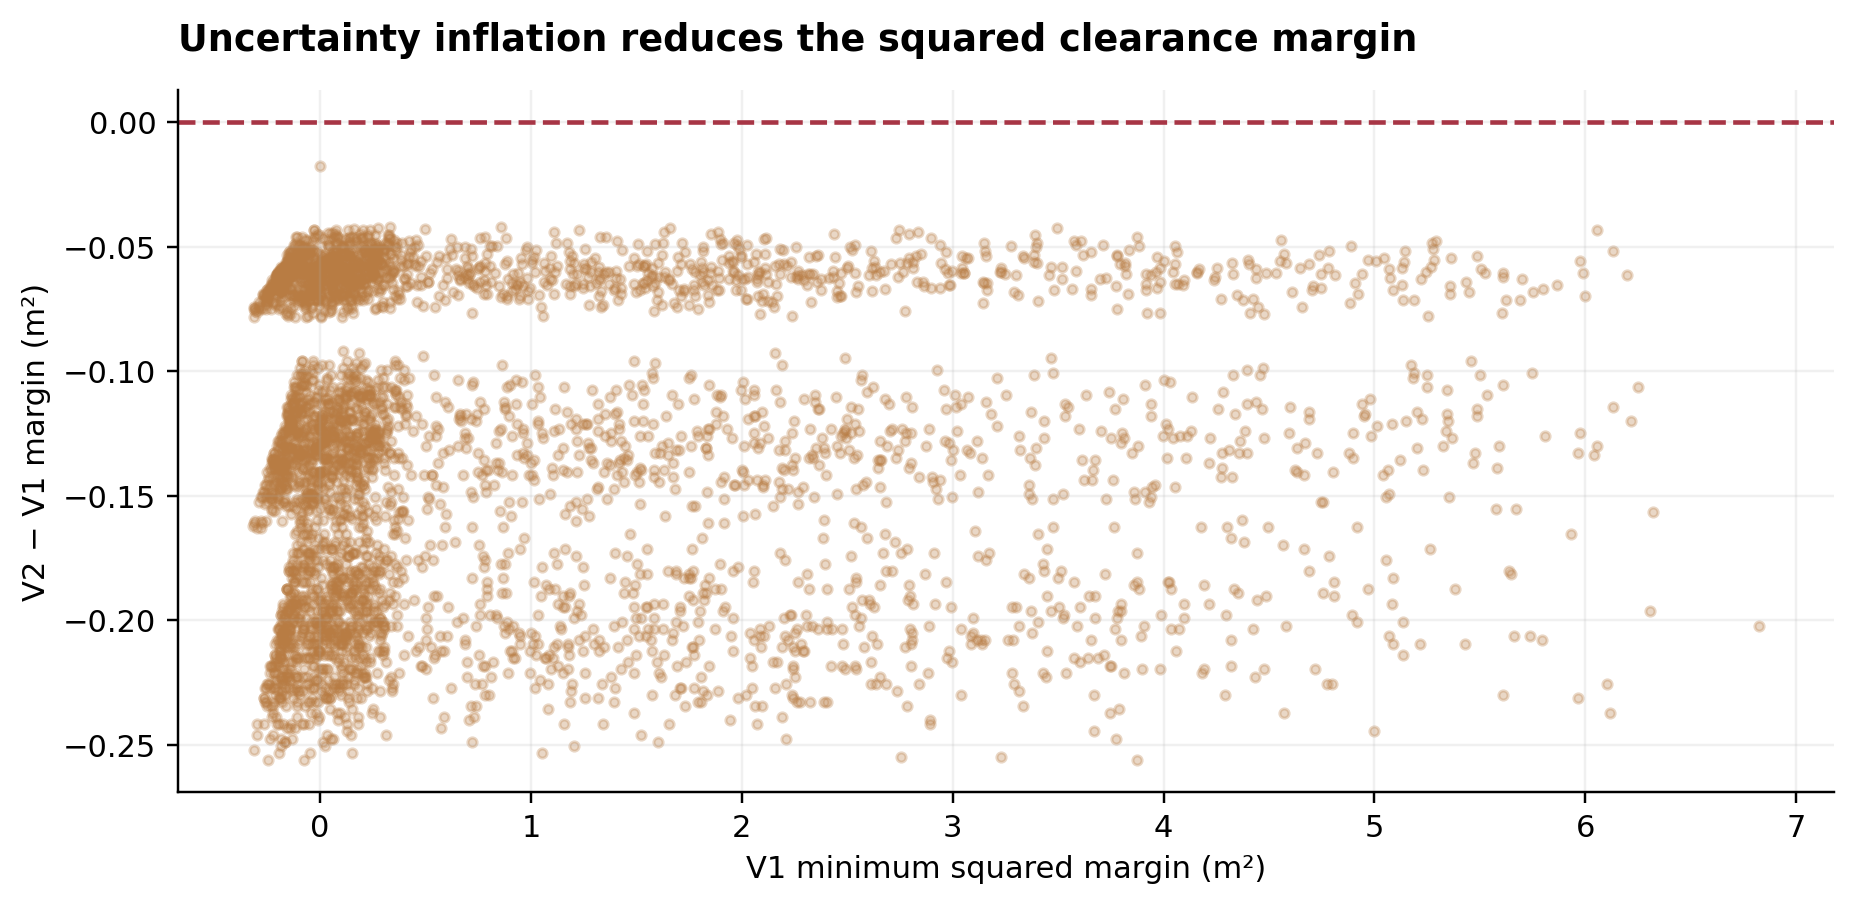 Uncertainty inflation reduces the squared clearance margin
V2 − V1 margin (m²)
0.00
−0.05
−0.10
−0.15
−0.20
−0.25
0 1 2 3 4 5 6 7
V1 minimum squared margin (m²)